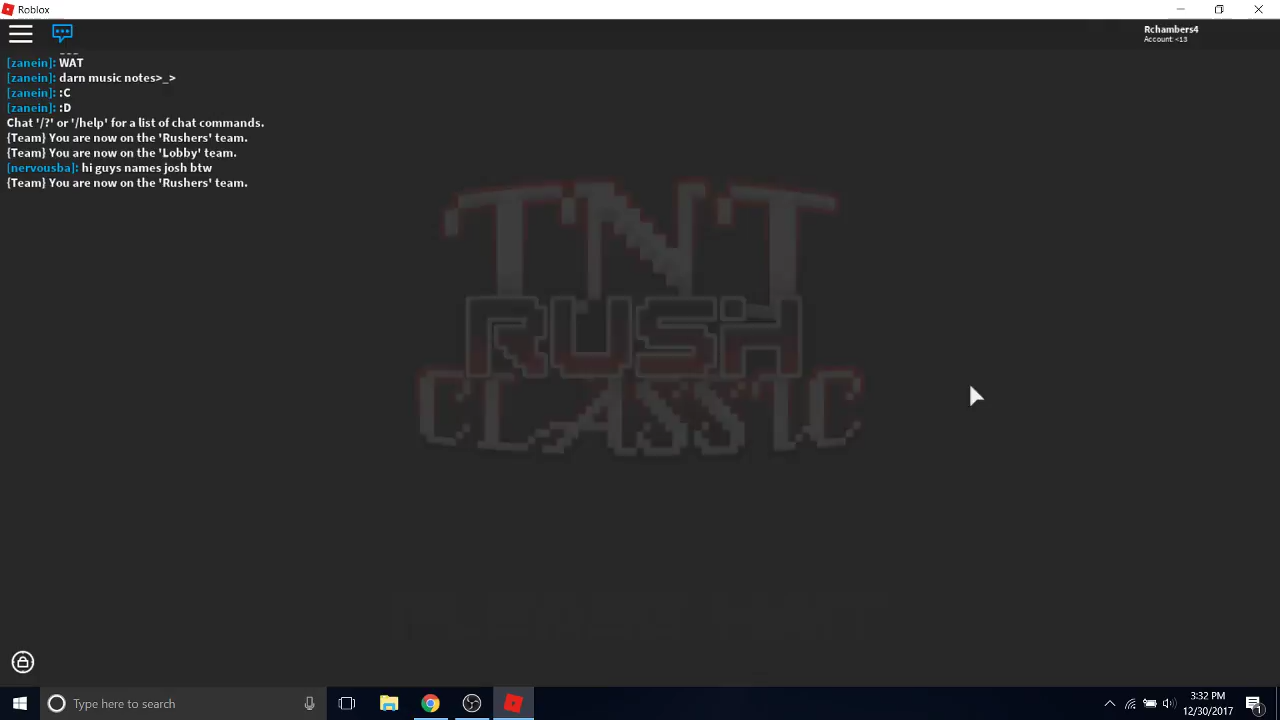 Roblox
Rchambers4
Account: <13
[zanein]: WAT
[zanein]: darn music notes>_>
[zanein]: :C
[zanein]: :D
Chat '/?' or '/help' for a list of chat commands.
{Team} You are now on the 'Rushers' team.
{Team} You are now on the 'Lobby' team.
[nervousba]: hi guys names josh btw
{Team} You are now on the 'Rushers' team.
TNT
RUSH
CLASSIC
Type here to search
3:32 PM
12/30/2017
1